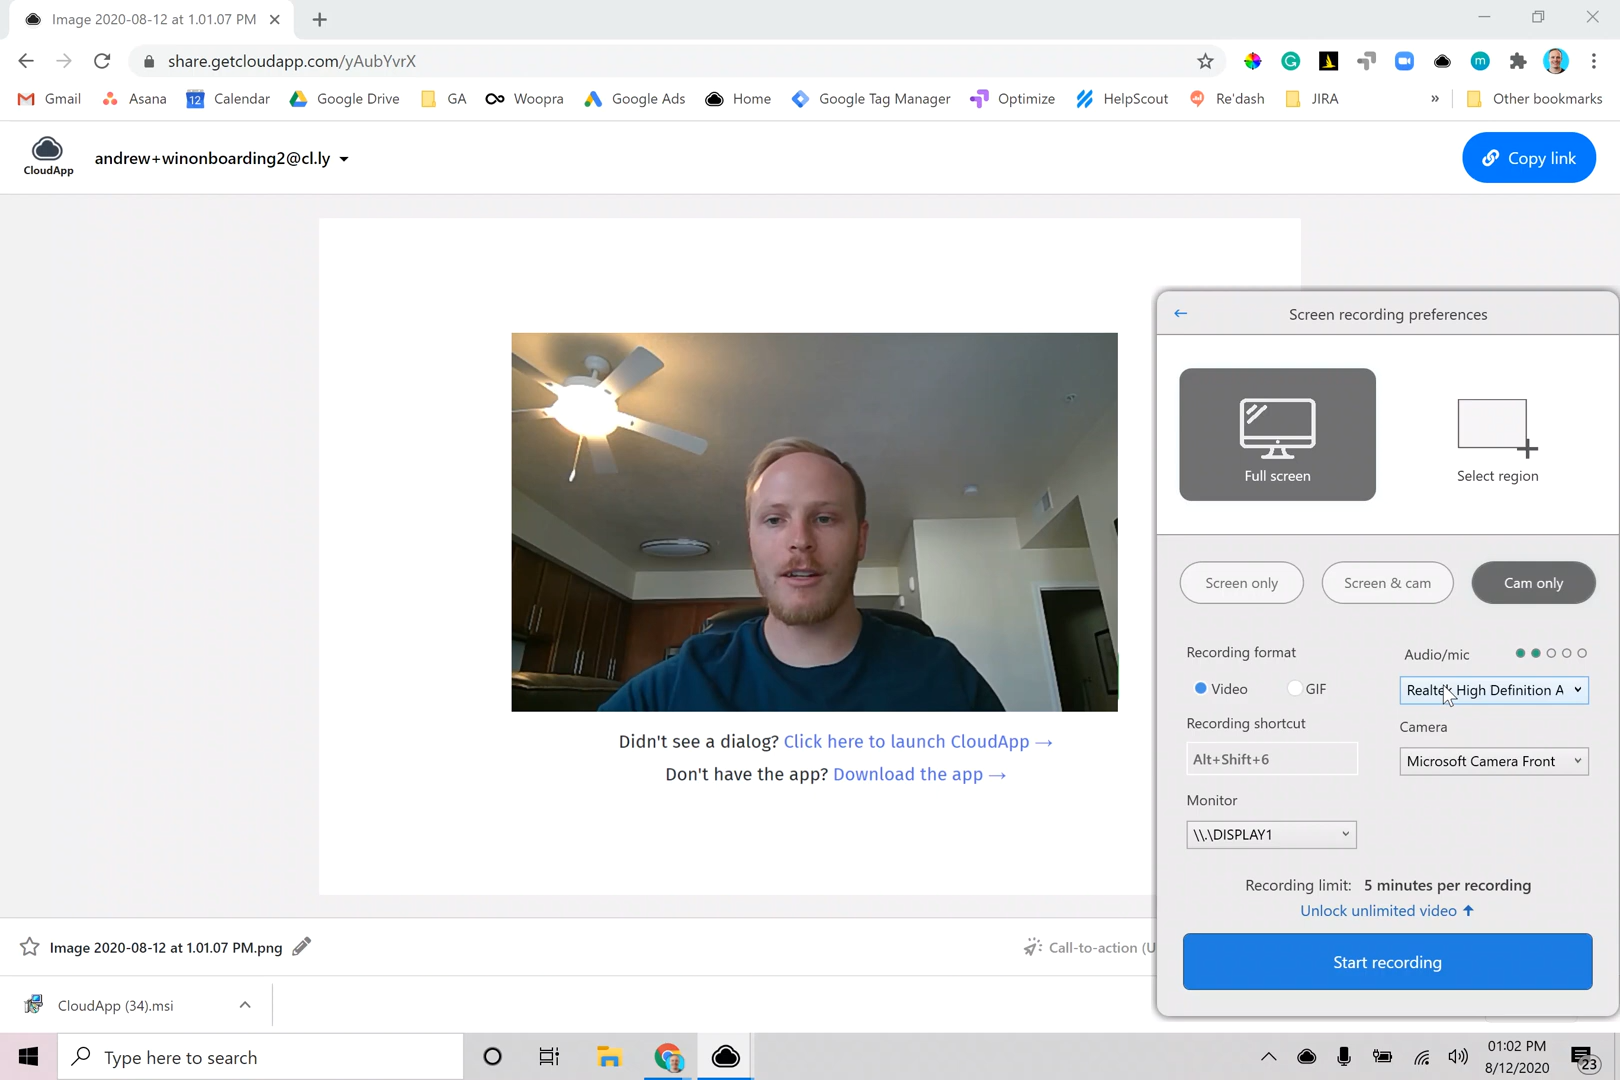 Image 2020-08-12 at 1.01.07 PM
share.getcloudapp.com/yAubYvrX
Gmail
Asana
12
Calendar
Google Drive
GA
Woopra
Google Ads
Home
Google Tag Manager
Optimize
HelpScout
Re'dash
JIRA
»
Other bookmarks
CloudApp
andrew+winonboarding2@cl.ly
Copy link
Screen recording preferences
Full screen
Select region
Screen only
Screen & cam
Cam only
Recording format
Audio/mic
Video
GIF
Realtek High Definition A
Recording shortcut
Camera
Alt+Shift+6
Microsoft Camera Front
Monitor
\\.\DISPLAY1
Recording limit: 5 minutes per recording
Unlock unlimited video
Start recording
Didn't see a dialog? Click here to launch CloudApp →
Don't have the app? Download the app →
Image 2020-08-12 at 1.01.07 PM.png
Call-to-action (U
CloudApp (34).msi
Type here to search
01:02 PM
8/12/2020
23